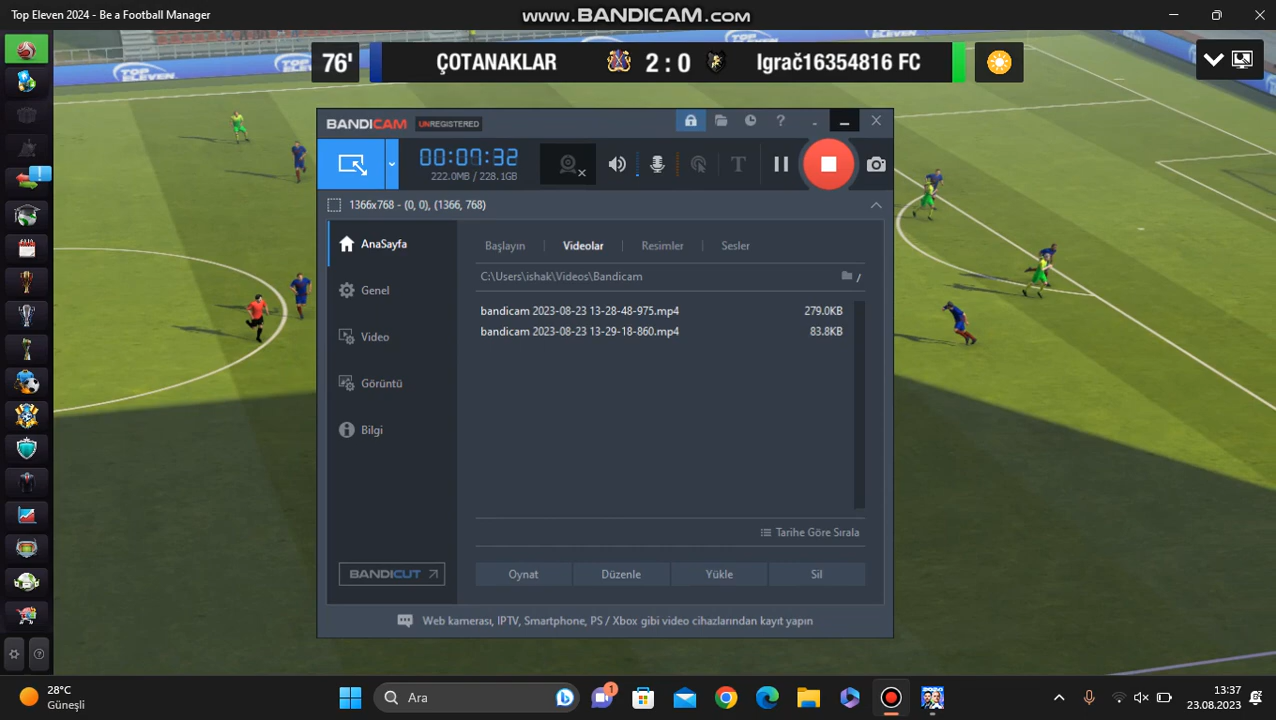 Top Eleven 2024 - Be a Football Manager
www.BANDICAM.com
76' ÇOTANAKLAR 2 : 0 Igrač16354816 FC
TOP ELEVEN
BANDICAM UNREGISTERED
00:07:32
222.0MB / 228.1GB
1366x768 - (0, 0), (1366, 768)
AnaSayfa
Genel
Video
Görüntü
Bilgi
BANDICUT
Başlayın Videolar Resimler Sesler
C:\Users\ishak\Videos\Bandicam
bandicam 2023-08-23 13-28-48-975.mp4 279.0KB
bandicam 2023-08-23 13-29-18-860.mp4 83.8KB
Tarihe Göre Sırala
Oynat Düzenle Yükle Sil
Web kamerası, IPTV, Smartphone, PS / Xbox gibi video cihazlarından kayıt yapın
28°C
Güneşli
Ara
1
13:37
23.08.2023